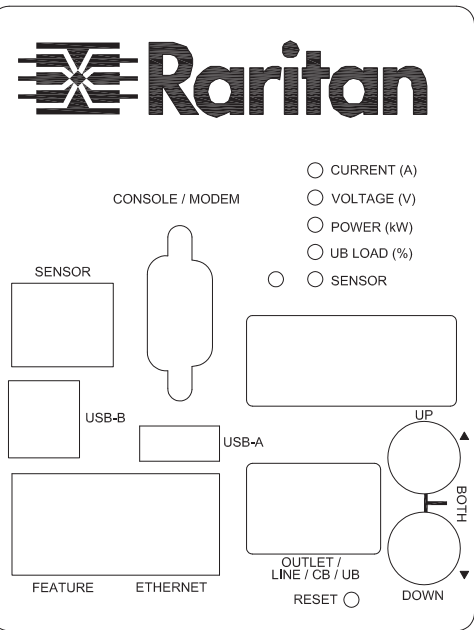 Raritan
CURRENT (A)
VOLTAGE (V)
POWER (kW)
UB LOAD (%)
SENSOR
CONSOLE / MODEM
SENSOR
USB-B
USB-A
UP
BOTH
DOWN
FEATURE
ETHERNET
OUTLET /
LINE / CB / UB
RESET